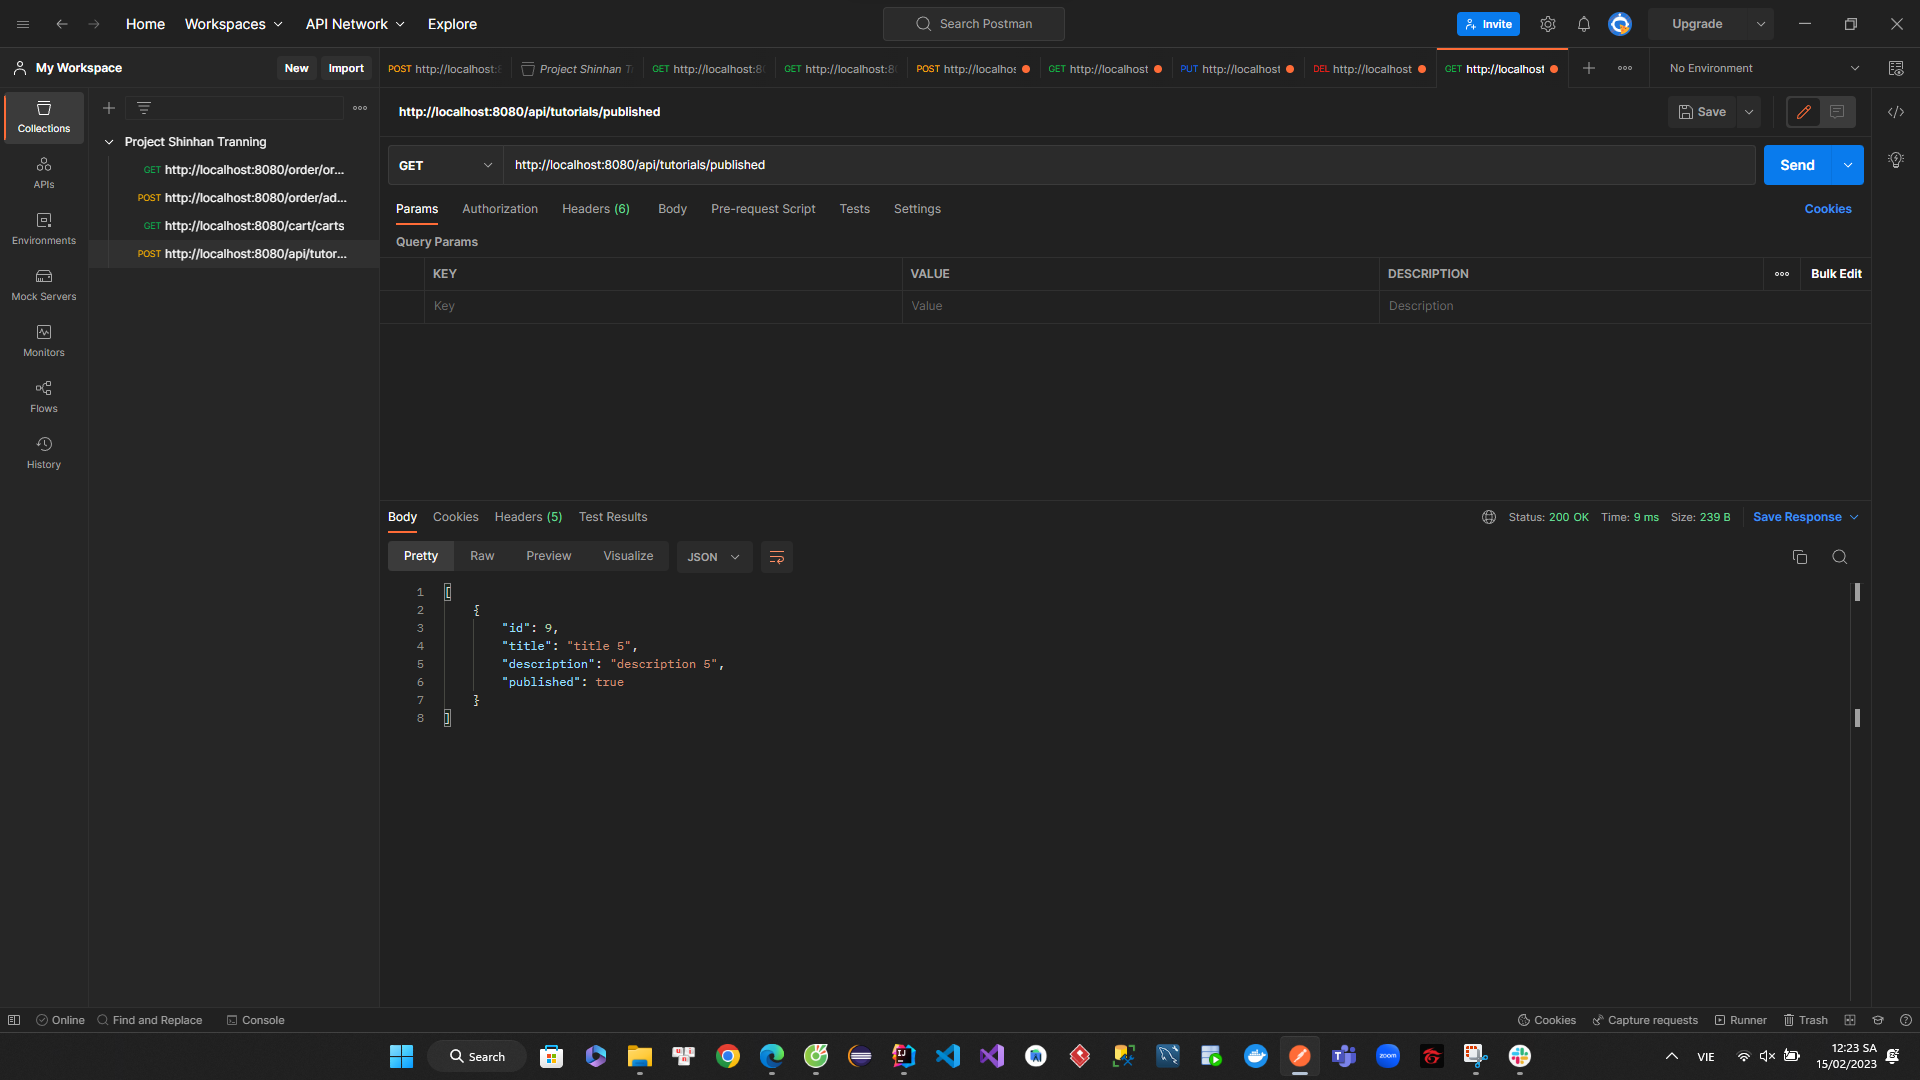 Home Workspaces API Network Explore Search Postman Invite Upgrade
My Workspace New Import
POST http://localhost:8 Project Shinhan T GET http://localhost:80 GET http://localhost:80 POST http://localhos GET http://localhost PUT http://localhost DEL http://localhost GET http://localhost No Environment
Collections
APIs
Environments
Mock Servers
Monitors
Flows
History
Project Shinhan Tranning
GET http://localhost:8080/order/or...
POST http://localhost:8080/order/ad...
GET http://localhost:8080/cart/carts
POST http://localhost:8080/api/tutor...
http://localhost:8080/api/tutorials/published Save
GET http://localhost:8080/api/tutorials/published Send
Params Authorization Headers (6) Body Pre-request Script Tests Settings Cookies
Query Params
KEY VALUE DESCRIPTION Bulk Edit
Key Value Description
Body Cookies Headers (5) Test Results Status: 200 OK Time: 9 ms Size: 239 B Save Response
Pretty Raw Preview Visualize JSON
1 [
2 {
3 "id": 9,
4 "title": "title 5",
5 "description": "description 5",
6 "published": true
7 }
8 ]
Online Find and Replace Console Cookies Capture requests Runner Trash
Search zoom VIE 12:23 SA
15/02/2023